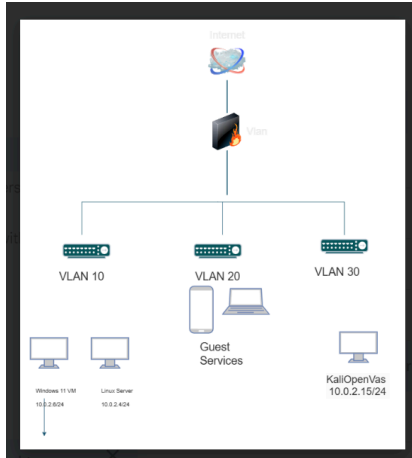 Internet
Vlan
VLAN 10
VLAN 20
VLAN 30
Guest
Services
Windows 11 VM
Linux Server
10.0.2.6/24
10.0.2.4/24
KaliOpenVas
10.0.2.15/24